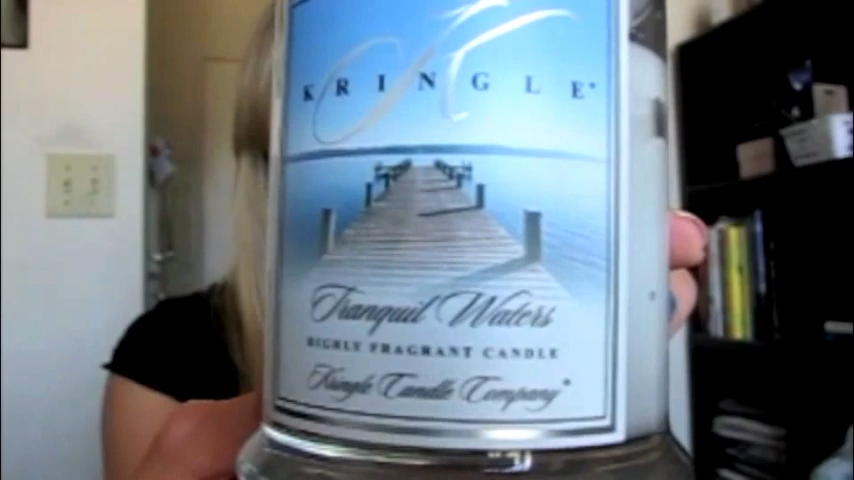 K
KRINGLE®
Tranquil Waters
HIGHLY FRAGRANT CANDLE
Kringle Candle Company®